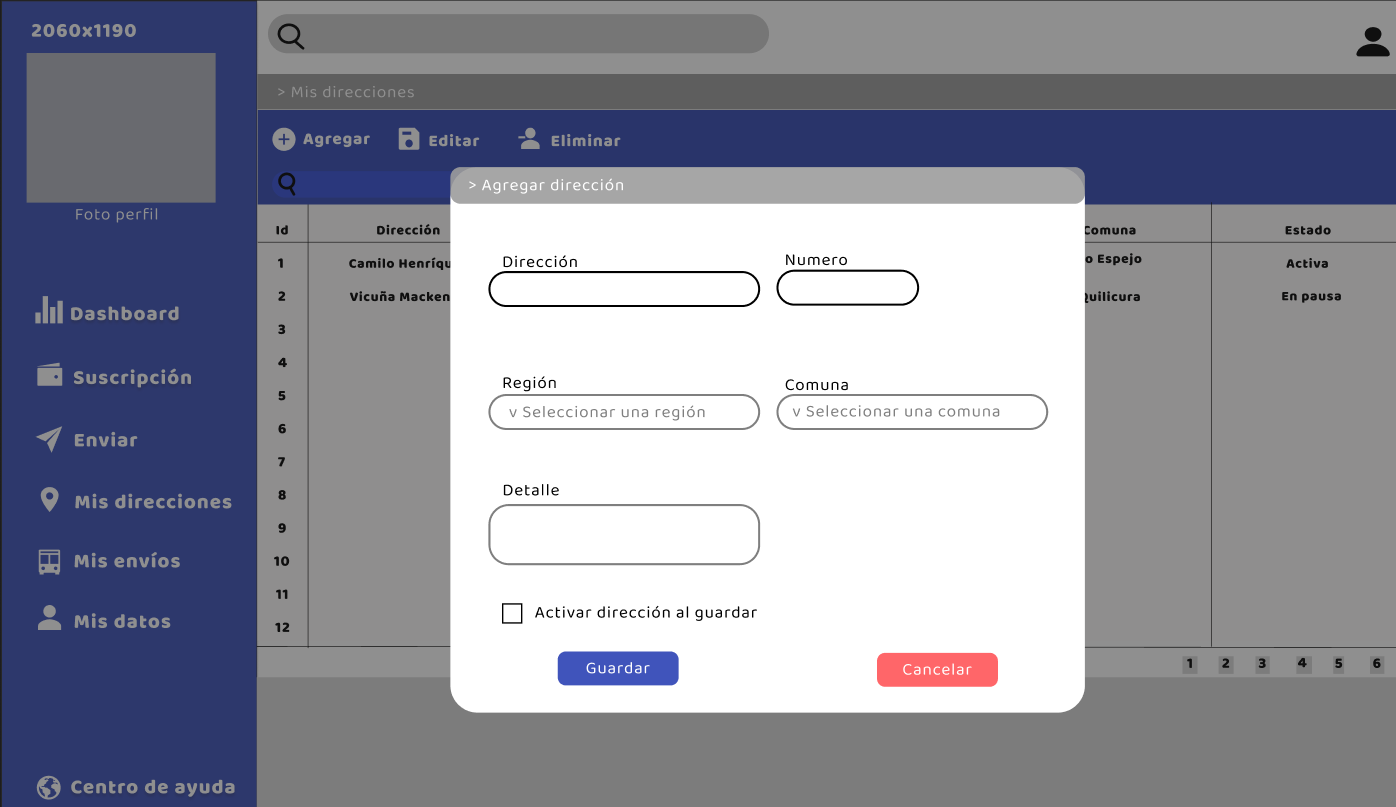 2060x1190
Foto perfil
Dashboard
Suscripción
Enviar
Mis direcciones
Mis envíos
Mis datos
Centro de ayuda
> Mis direcciones
Agregar Editar Eliminar
Id Dirección Comuna Estado
1 Camilo Henríqu o Espejo Activa
2 Vicuña Macken Quilicura En pausa
3
4
5
6
7
8
9
10
11
12
1 2 3 4 5 6
> Agregar dirección
Dirección Numero
Región Comuna
v Seleccionar una región v Seleccionar una comuna
Detalle
Activar dirección al guardar
Guardar Cancelar